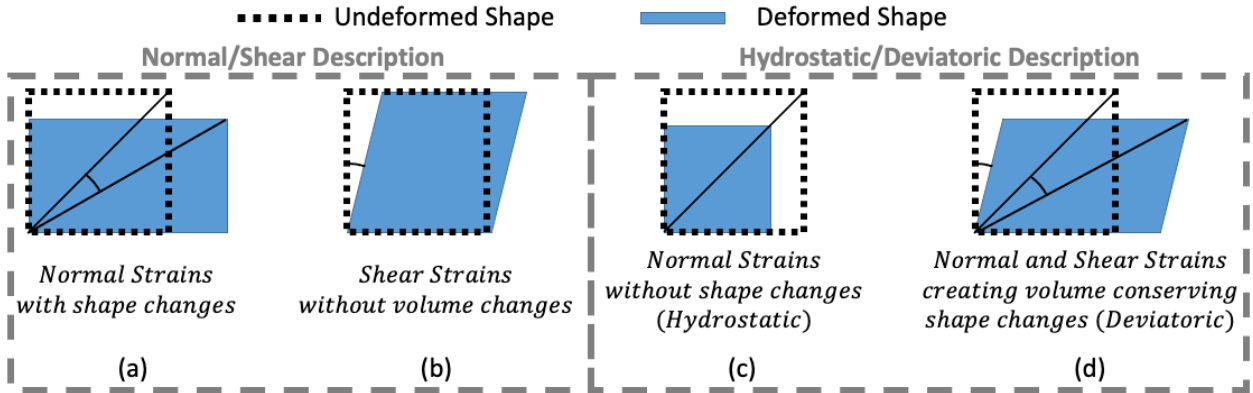 Undeformed Shape
Deformed Shape
Normal/Shear Description
Hydrostatic/Deviatoric Description
Normal Strains
with shape changes
(a)
Shear Strains
without volume changes
(b)
Normal Strains
without shape changes
(Hydrostatic)
(c)
Normal and Shear Strains
creating volume conserving
shape changes (Deviatoric)
(d)